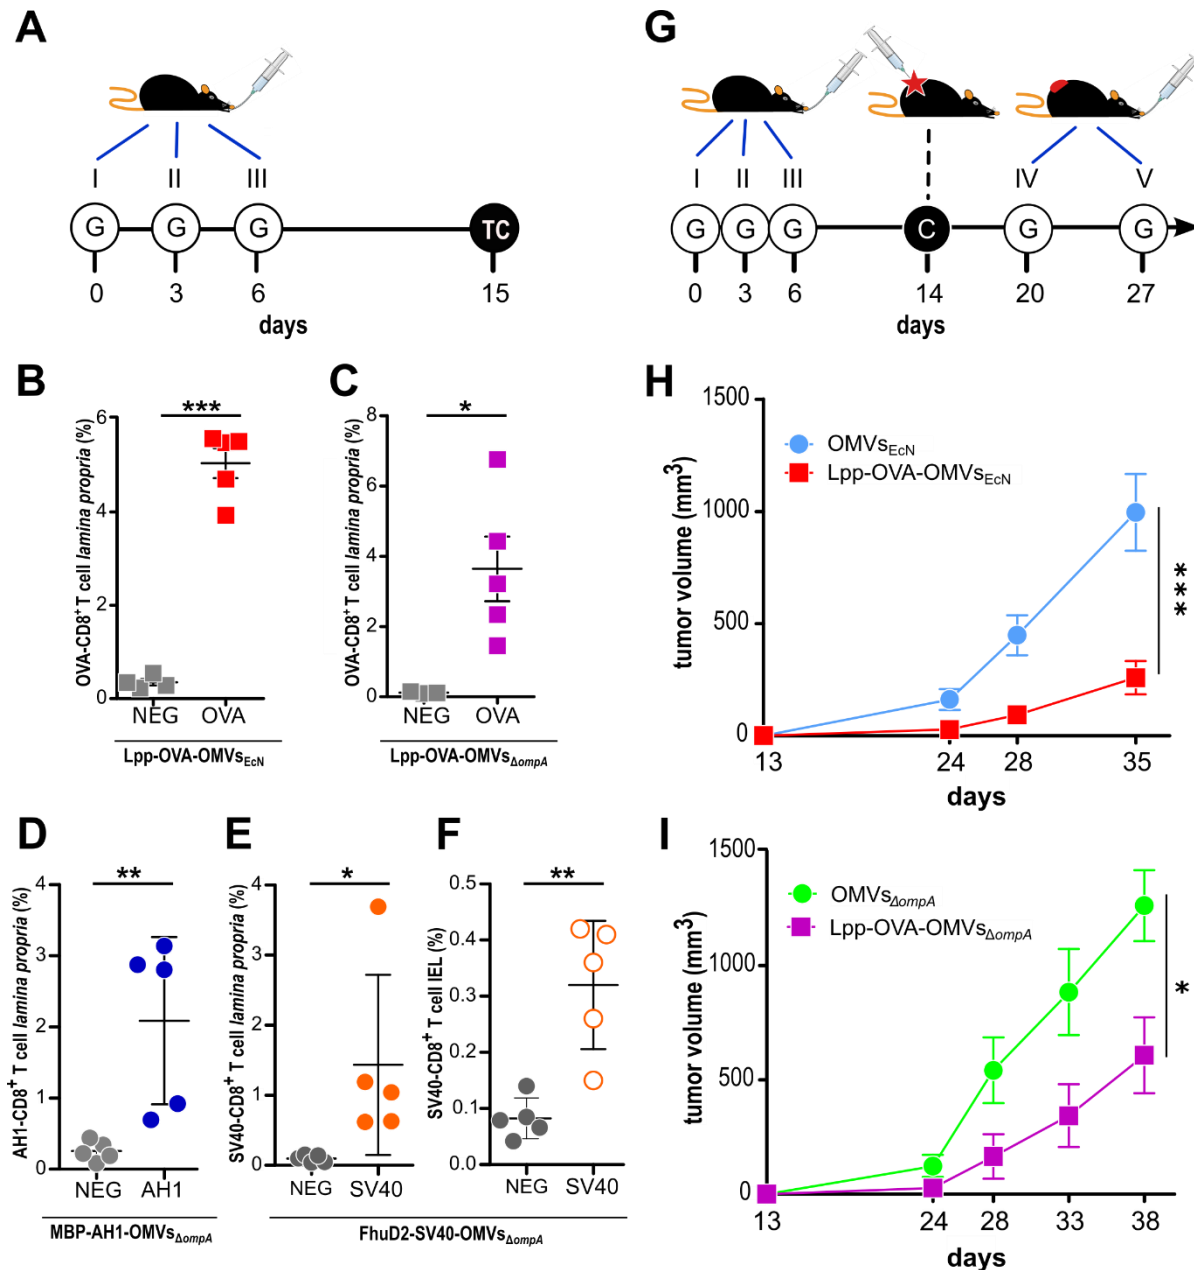 A
I II III
G G G TC
0 3 6 15
days
B
***
OVA-CD8⁺ T cell lamina propria (%)
6
4
2
0
NEG OVA
Lpp-OVA-OMVsEcN
C
*
OVA-CD8⁺ T cell lamina propria (%)
8
6
4
2
0
NEG OVA
Lpp-OVA-OMVsΔompA
D
**
AH1-CD8⁺ T cell lamina propria (%)
4
3
2
1
0
NEG AH1
MBP-AH1-OMVsΔompA
E
*
SV40-CD8⁺ T cell lamina propria (%)
4
3
2
1
0
NEG SV40
F
**
SV40-CD8⁺ T cell IEL (%)
0.5
0.4
0.3
0.2
0.1
0.0
NEG SV40
FhuD2-SV40-OMVsΔompA
G
I II III IV V
G G G C G G
0 3 6 14 20 27
days
H
tumor volume (mm³)
1500
1000
500
0
OMVsEcN
Lpp-OVA-OMVsEcN
***
13 24 28 35
days
I
tumor volume (mm³)
1500
1000
500
0
OMVsΔompA
Lpp-OVA-OMVsΔompA
*
13 24 28 33 38
days